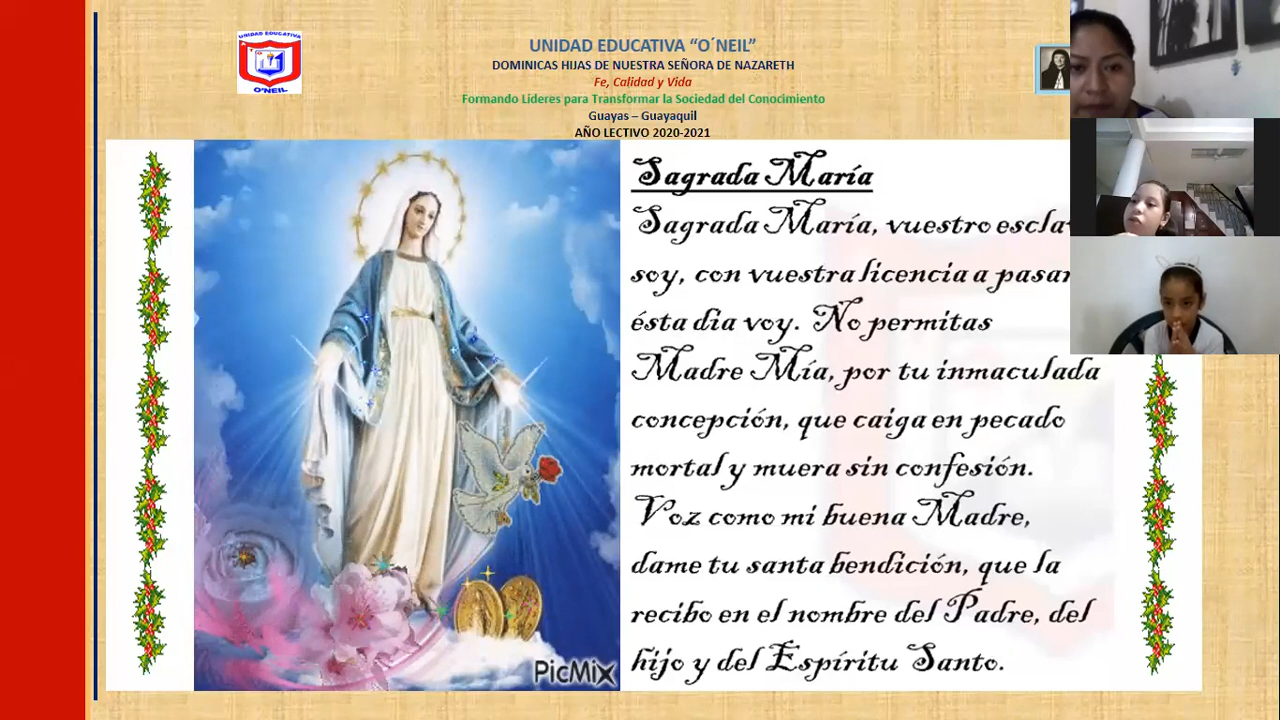 UNIDAD EDUCATIVA
O'NEIL
UNIDAD EDUCATIVA “O´NEIL”
DOMINICAS HIJAS DE NUESTRA SEÑORA DE NAZARETH
Fe, Calidad y Vida
Formando Líderes para Transformar la Sociedad del Conocimiento
Guayas – Guayaquil
AÑO LECTIVO 2020-2021
Sagrada María
Sagrada María, vuestro
soy, con vuestra licencia a pasar
ésta dia voy. No permitas
Madre Mía, por tu inmaculada
concepción, que caiga en pecado
mortal y muera sin confesión.
Voz como mi buena Madre,
dame tu santa bendición, que la
recibo en el nombre del Padre, del
hijo y del Espíritu Santo.
PicMix